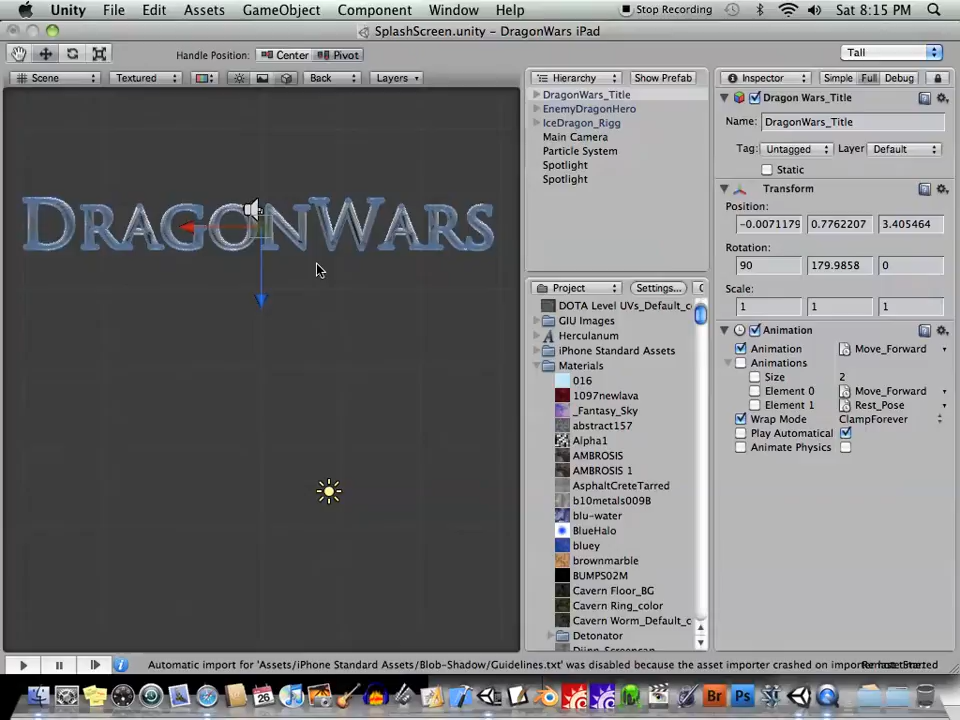 Unity File Edit Assets GameObject Component Window Help Stop Recording Sat 8:15 PM
SplashScreen.unity - DragonWars iPad
Handle Position: Center Pivot Tall
Scene Textured Back Layers Hierarchy Show Prefab Inspector Simple Full Debug
DragonWars_Title
EnemyDragonHero
IceDragon_Rigg
Main Camera
Particle System
Spotlight
Spotlight
Dragon Wars_Title
Name: DragonWars_Title
Tag: Untagged Layer Default
Static
Transform
Position:
-0.0071179 0.7762207 3.405464
Rotation:
90 179.9858 0
Scale:
1 1 1
Animation
Animation Move_Forward
Animations
Size 2
Element 0 Move_Forward
Element 1 Rest_Pose
Wrap Mode ClampForever
Play Automatical
Animate Physics
DRAGONWARS
Project Settings...
DOTA Level UVs_Default_c
GIU Images
Herculanum
iPhone Standard Assets
Materials
016
1097newlava
_Fantasy_Sky
abstract157
Alpha1
AMBROSIS
AMBROSIS 1
AsphaltCreteTarred
b10metals009B
blu-water
BlueHalo
bluey
brownmarble
BUMPS02M
Cavern Floor_BG
Cavern Ring_color
Cavern Worm_Default_c
Detonator
Automatic import for 'Assets/iPhone Standard Assets/Blob-Shadow/Guidelines.txt' was disabled because the asset importer crashed on
26 Br Ps